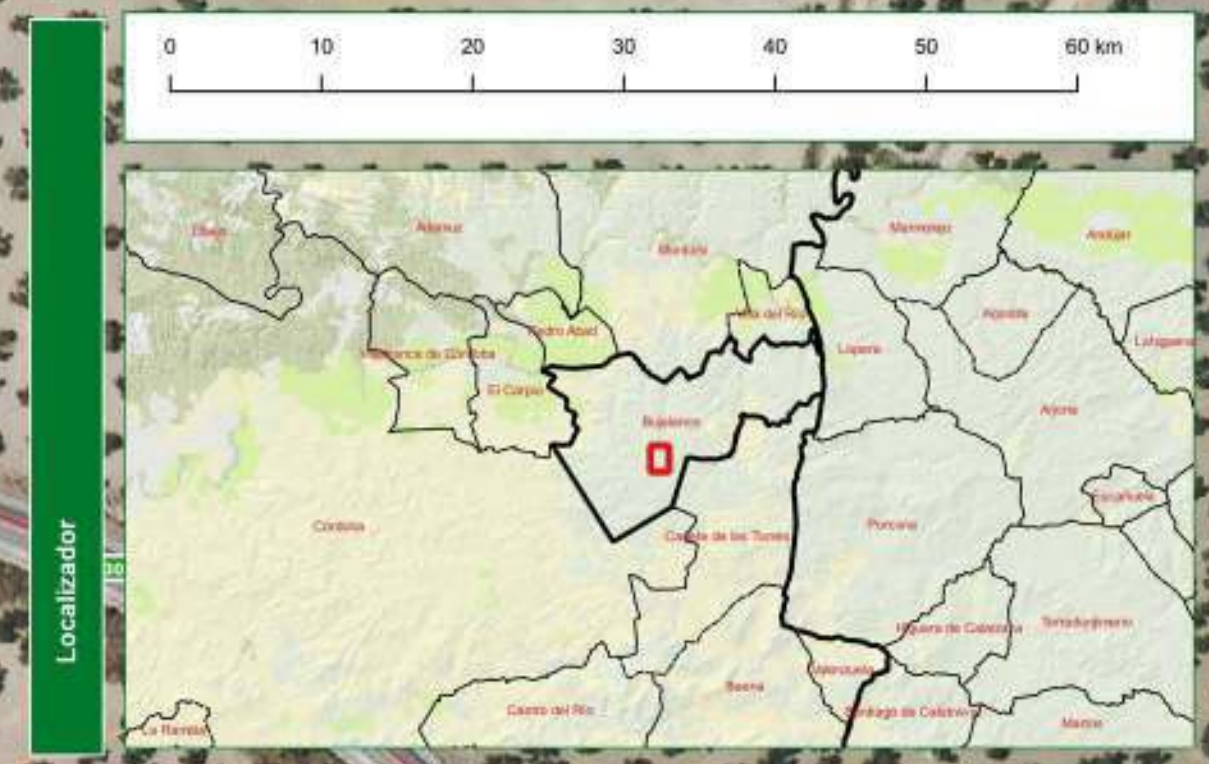 0 10 20 30 40 50 60 km
Localizador
Obejo
Adamuz
Montoro
Marmolejo
Andújar
Pedro Abad
Villa del Río
Arjonilla
Villafranca de Córdoba
Lopera
Lahiguera
El Carpio
Arjona
Bujalance
Escañuela
Córdoba
Cañete de las Torres
Porcuna
Higuera de Calatrava
Torredonjimeno
Valenzuela
Baena
Castro del Río
Santiago de Calatrava
Martos
La Rambla